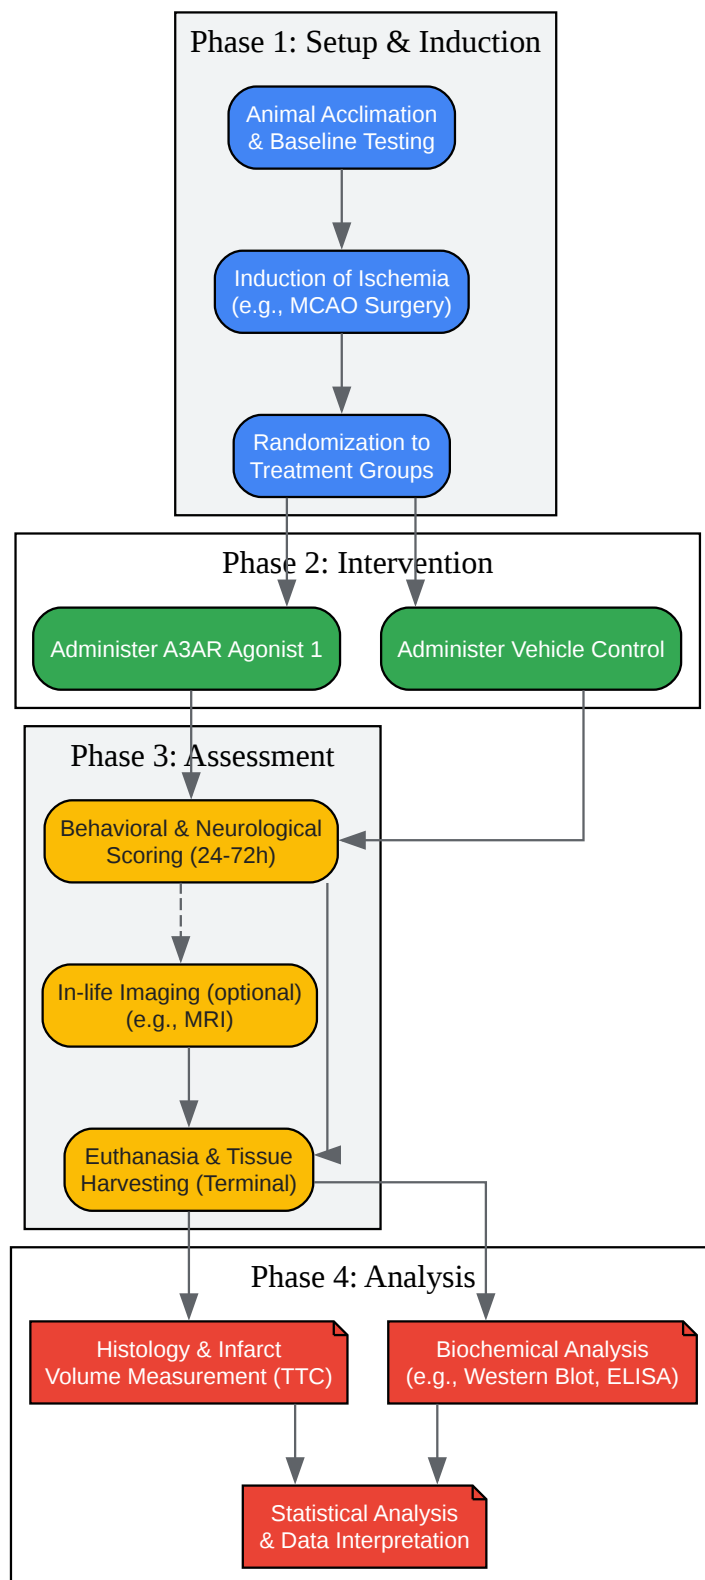 Phase 1: Setup & Induction
Animal Acclimation
& Baseline Testing
Induction of Ischemia
(e.g., MCAO Surgery)
Randomization to
Treatment Groups
Phase 2: Intervention
Administer A3AR Agonist 1
Administer Vehicle Control
Phase 3: Assessment
Behavioral & Neurological
Scoring (24-72h)
In-life Imaging (optional)
(e.g., MRI)
Euthanasia & Tissue
Harvesting (Terminal)
Phase 4: Analysis
Histology & Infarct
Volume Measurement (TTC)
Biochemical Analysis
(e.g., Western Blot, ELISA)
Statistical Analysis
& Data Interpretation